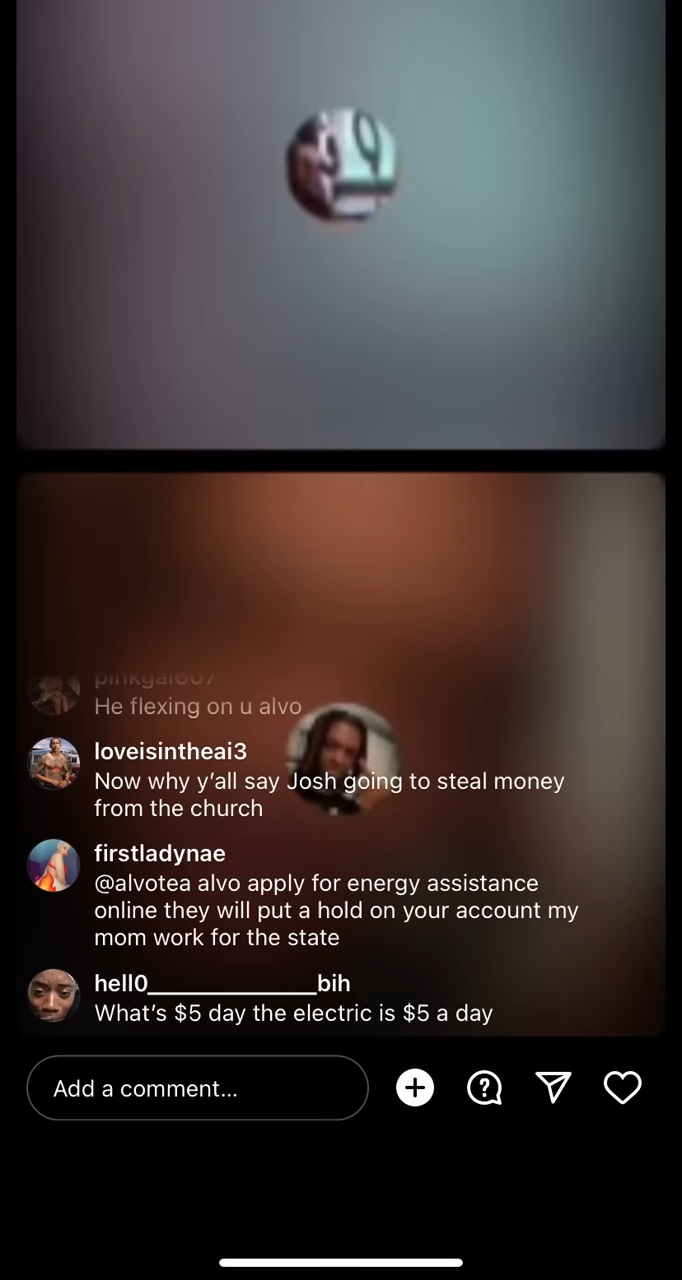 pinkgal607
He flexing on u alvo
loveisintheai3
Now why y’all say Josh going to steal money
from the church
firstladynae
@alvotea alvo apply for energy assistance
online they will put a hold on your account my
mom work for the state
hell0_______________bih
What’s $5 day the electric is $5 a day
Add a comment...